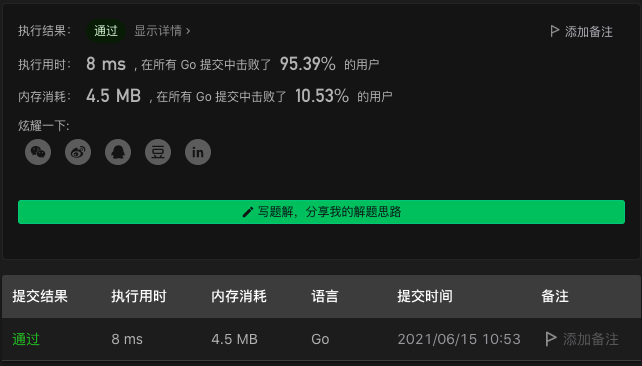 执行结果： 通过 显示详情 › 添加备注
执行用时： 8 ms ，在所有 Go 提交中击败了 95.39% 的用户
内存消耗： 4.5 MB ，在所有 Go 提交中击败了 10.53% 的用户
炫耀一下:
豆 in
写题解，分享我的解题思路
提交结果 执行用时 内存消耗 语言 提交时间 备注
通过 8 ms 4.5 MB Go 2021/06/15 10:53 添加备注